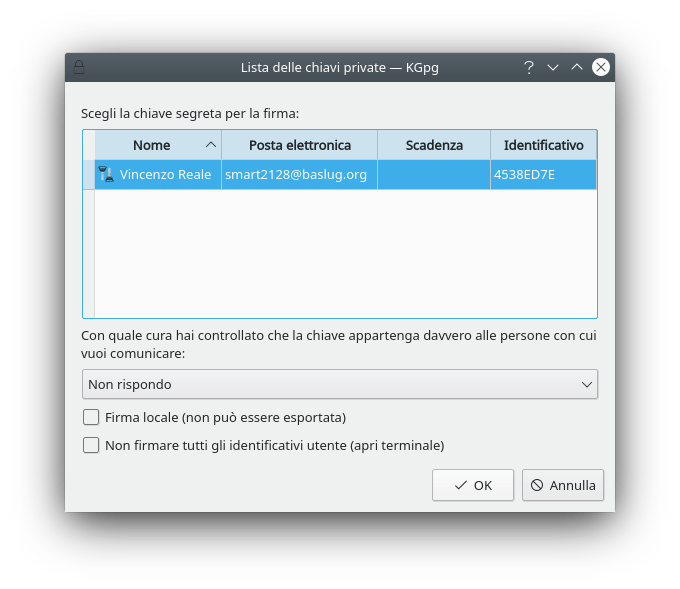 Lista delle chiavi private — KGpg
Scegli la chiave segreta per la firma:
Nome Posta elettronica Scadenza Identificativo
Vincenzo Reale smart2128@baslug.org 4538ED7E
Con quale cura hai controllato che la chiave appartenga davvero alle persone con cui
vuoi comunicare:
Non rispondo
Firma locale (non può essere esportata)
Non firmare tutti gli identificativi utente (apri terminale)
OK Annulla